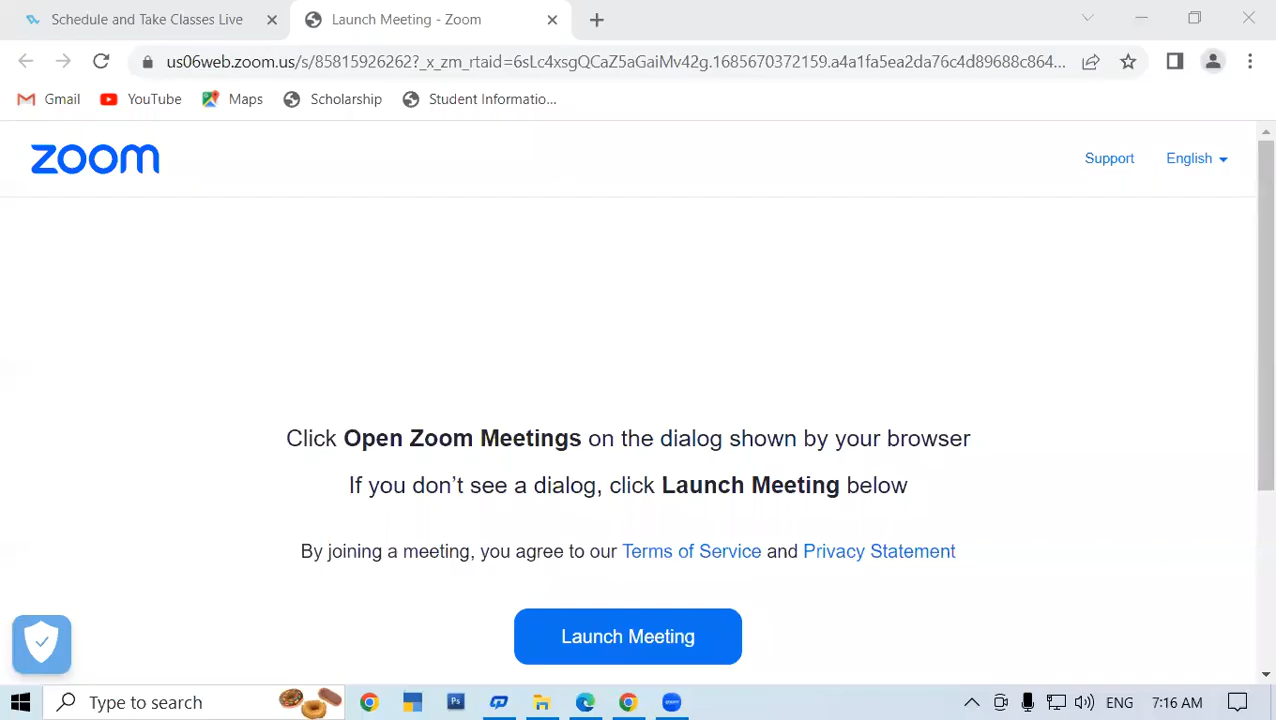 Schedule and Take Classes Live
Launch Meeting - Zoom
us06web.zoom.us/s/85815926262?_x_zm_rtaid=6sLc4xsgQCaZ5aGaiMv42g.1685670372159.a4a1fa5ea2da76c4d89688c864...
Gmail
YouTube
Maps
Scholarship
Student Informatio...
zoom
Support
English
Click Open Zoom Meetings on the dialog shown by your browser
If you don’t see a dialog, click Launch Meeting below
By joining a meeting, you agree to our Terms of Service and Privacy Statement
Launch Meeting
Type to search
Ps
zoom
ENG
7:16 AM